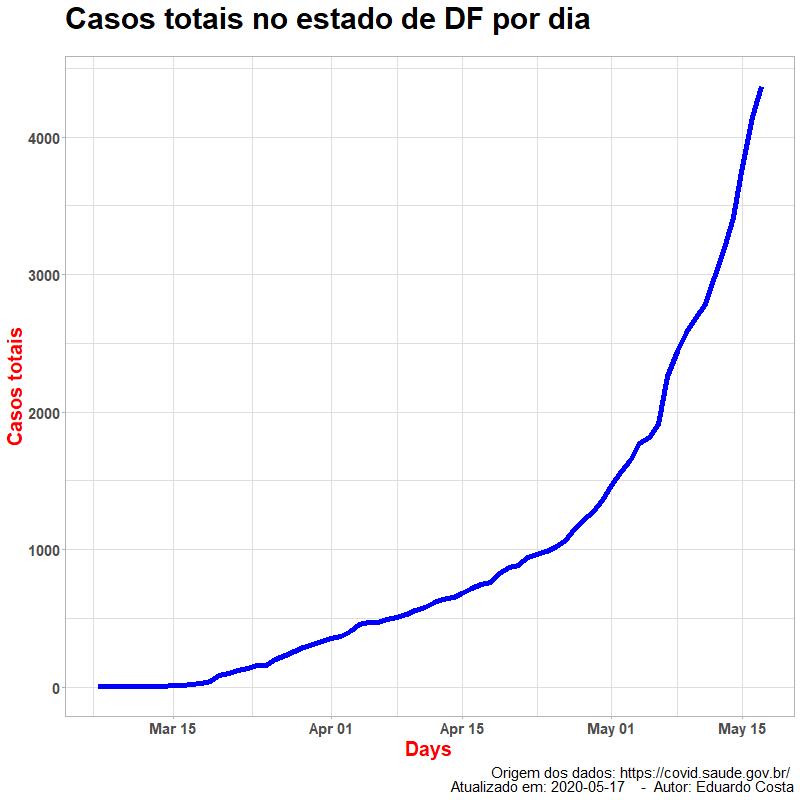 Casos totais no estado de DF por dia
Casos totais
4000
3000
2000
1000
0
Mar 15 Apr 01 Apr 15 May 01 May 15
Days
Origem dos dados: https://covid.saude.gov.br/
Atualizado em: 2020-05-17 - Autor: Eduardo Costa